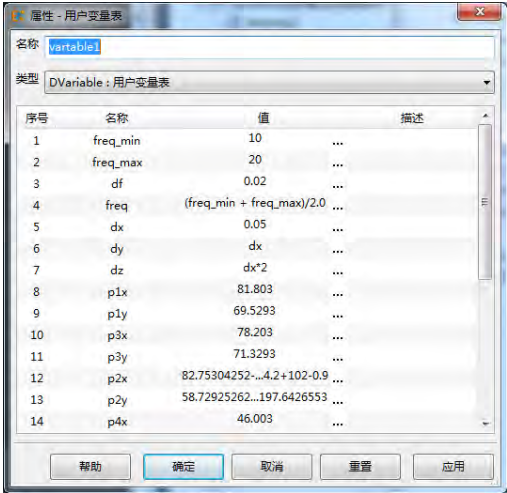 属性 - 用户变量表
名称 vartable1
类型 DVariable : 用户变量表
序号 名称 值 描述
1 freq_min 10 ...
2 freq_max 20 ...
3 df 0.02 ...
4 freq (freq_min + freq_max)/2.0 ...
5 dx 0.05 ...
6 dy dx ...
7 dz dx*2 ...
8 p1x 81.803 ...
9 p1y 69.5293 ...
10 p3x 78.203 ...
11 p3y 71.3293 ...
12 p2x 82.75304252-...4.2+102-0.9 ...
13 p2y 58.72925262...197.6426553 ...
14 p4x 46.003 ...
帮助 确定 取消 重置 应用